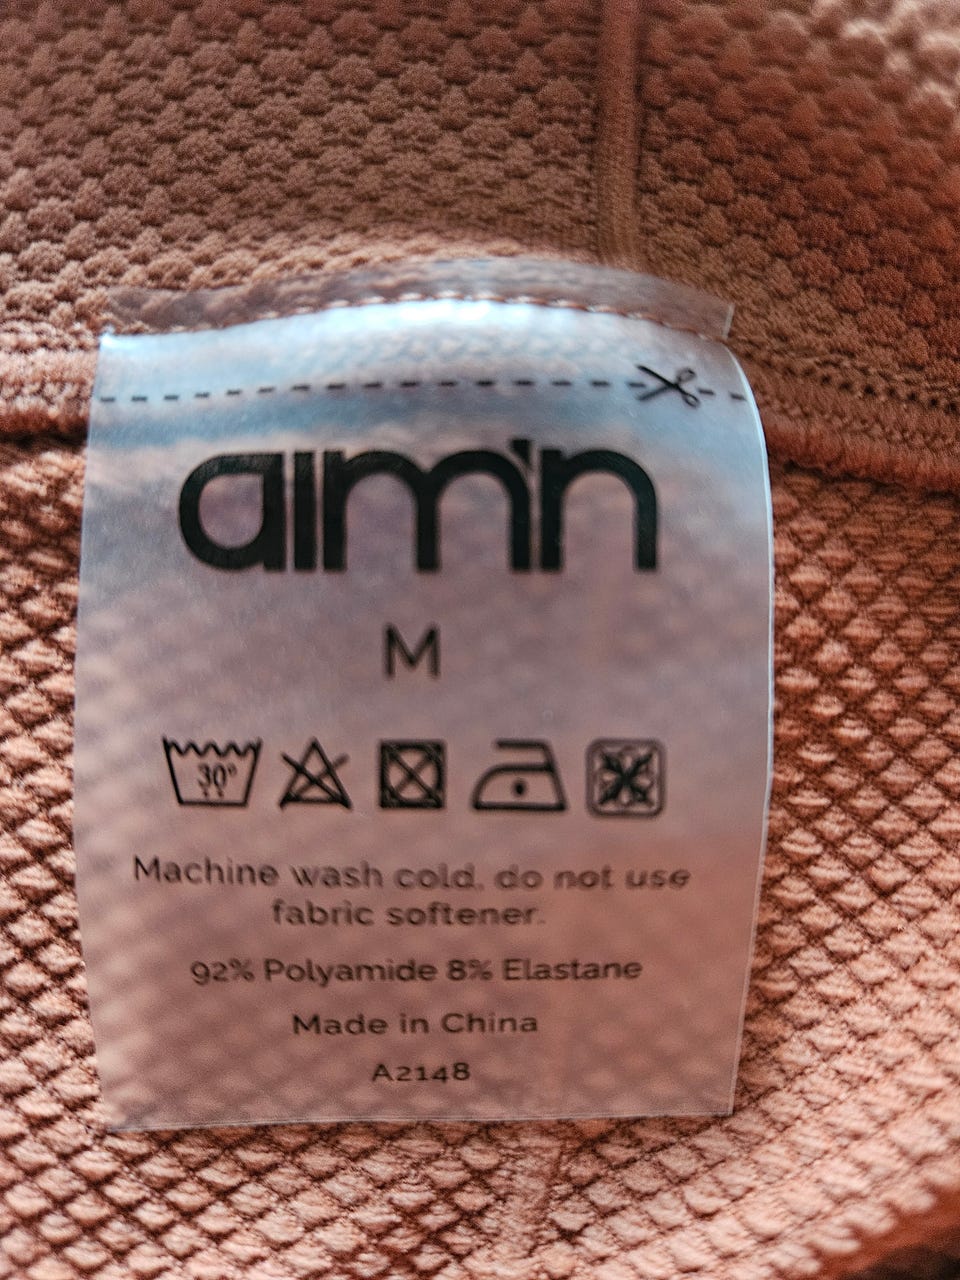 aim'n
M
30°
Machine wash cold, do not use
fabric softener.
92% Polyamide 8% Elastane
Made in China
A2148